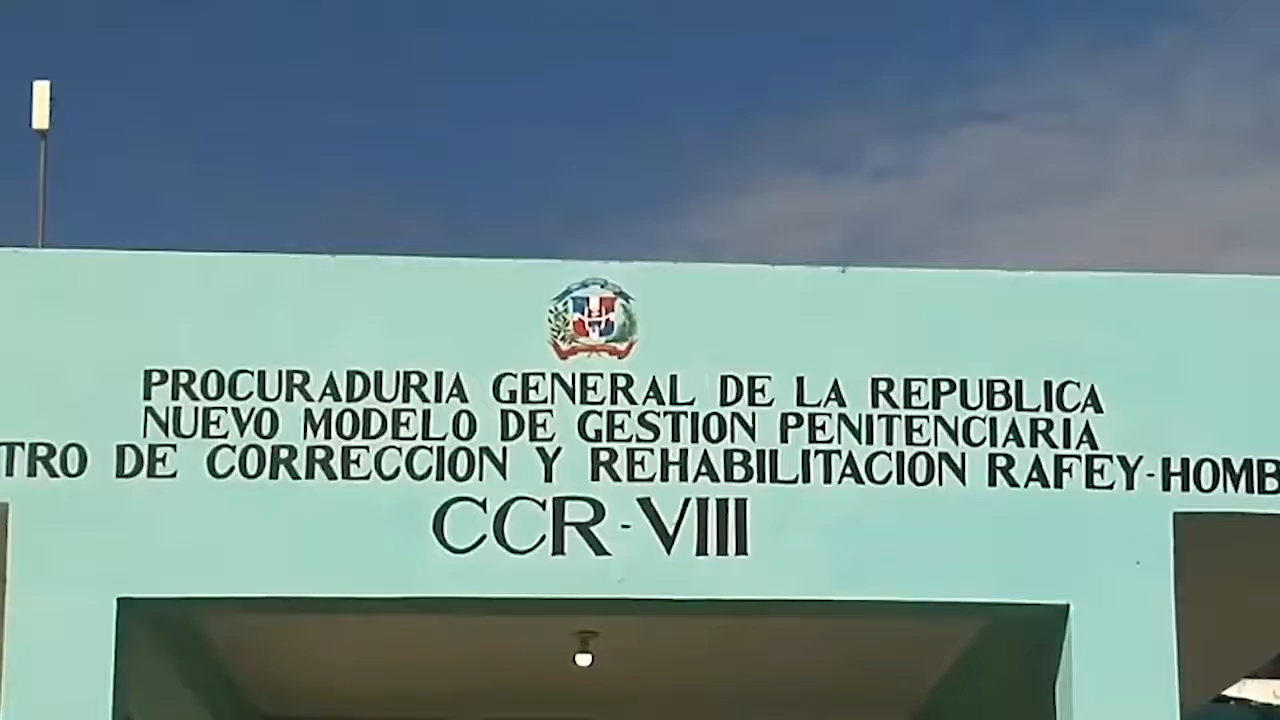 PROCURADURIA GENERAL DE LA REPUBLICA
NUEVO MODELO DE GESTION PENITENCIARIA
TRO DE CORRECCION Y REHABILITACION RAFEY-HOMB
CCR-VIII